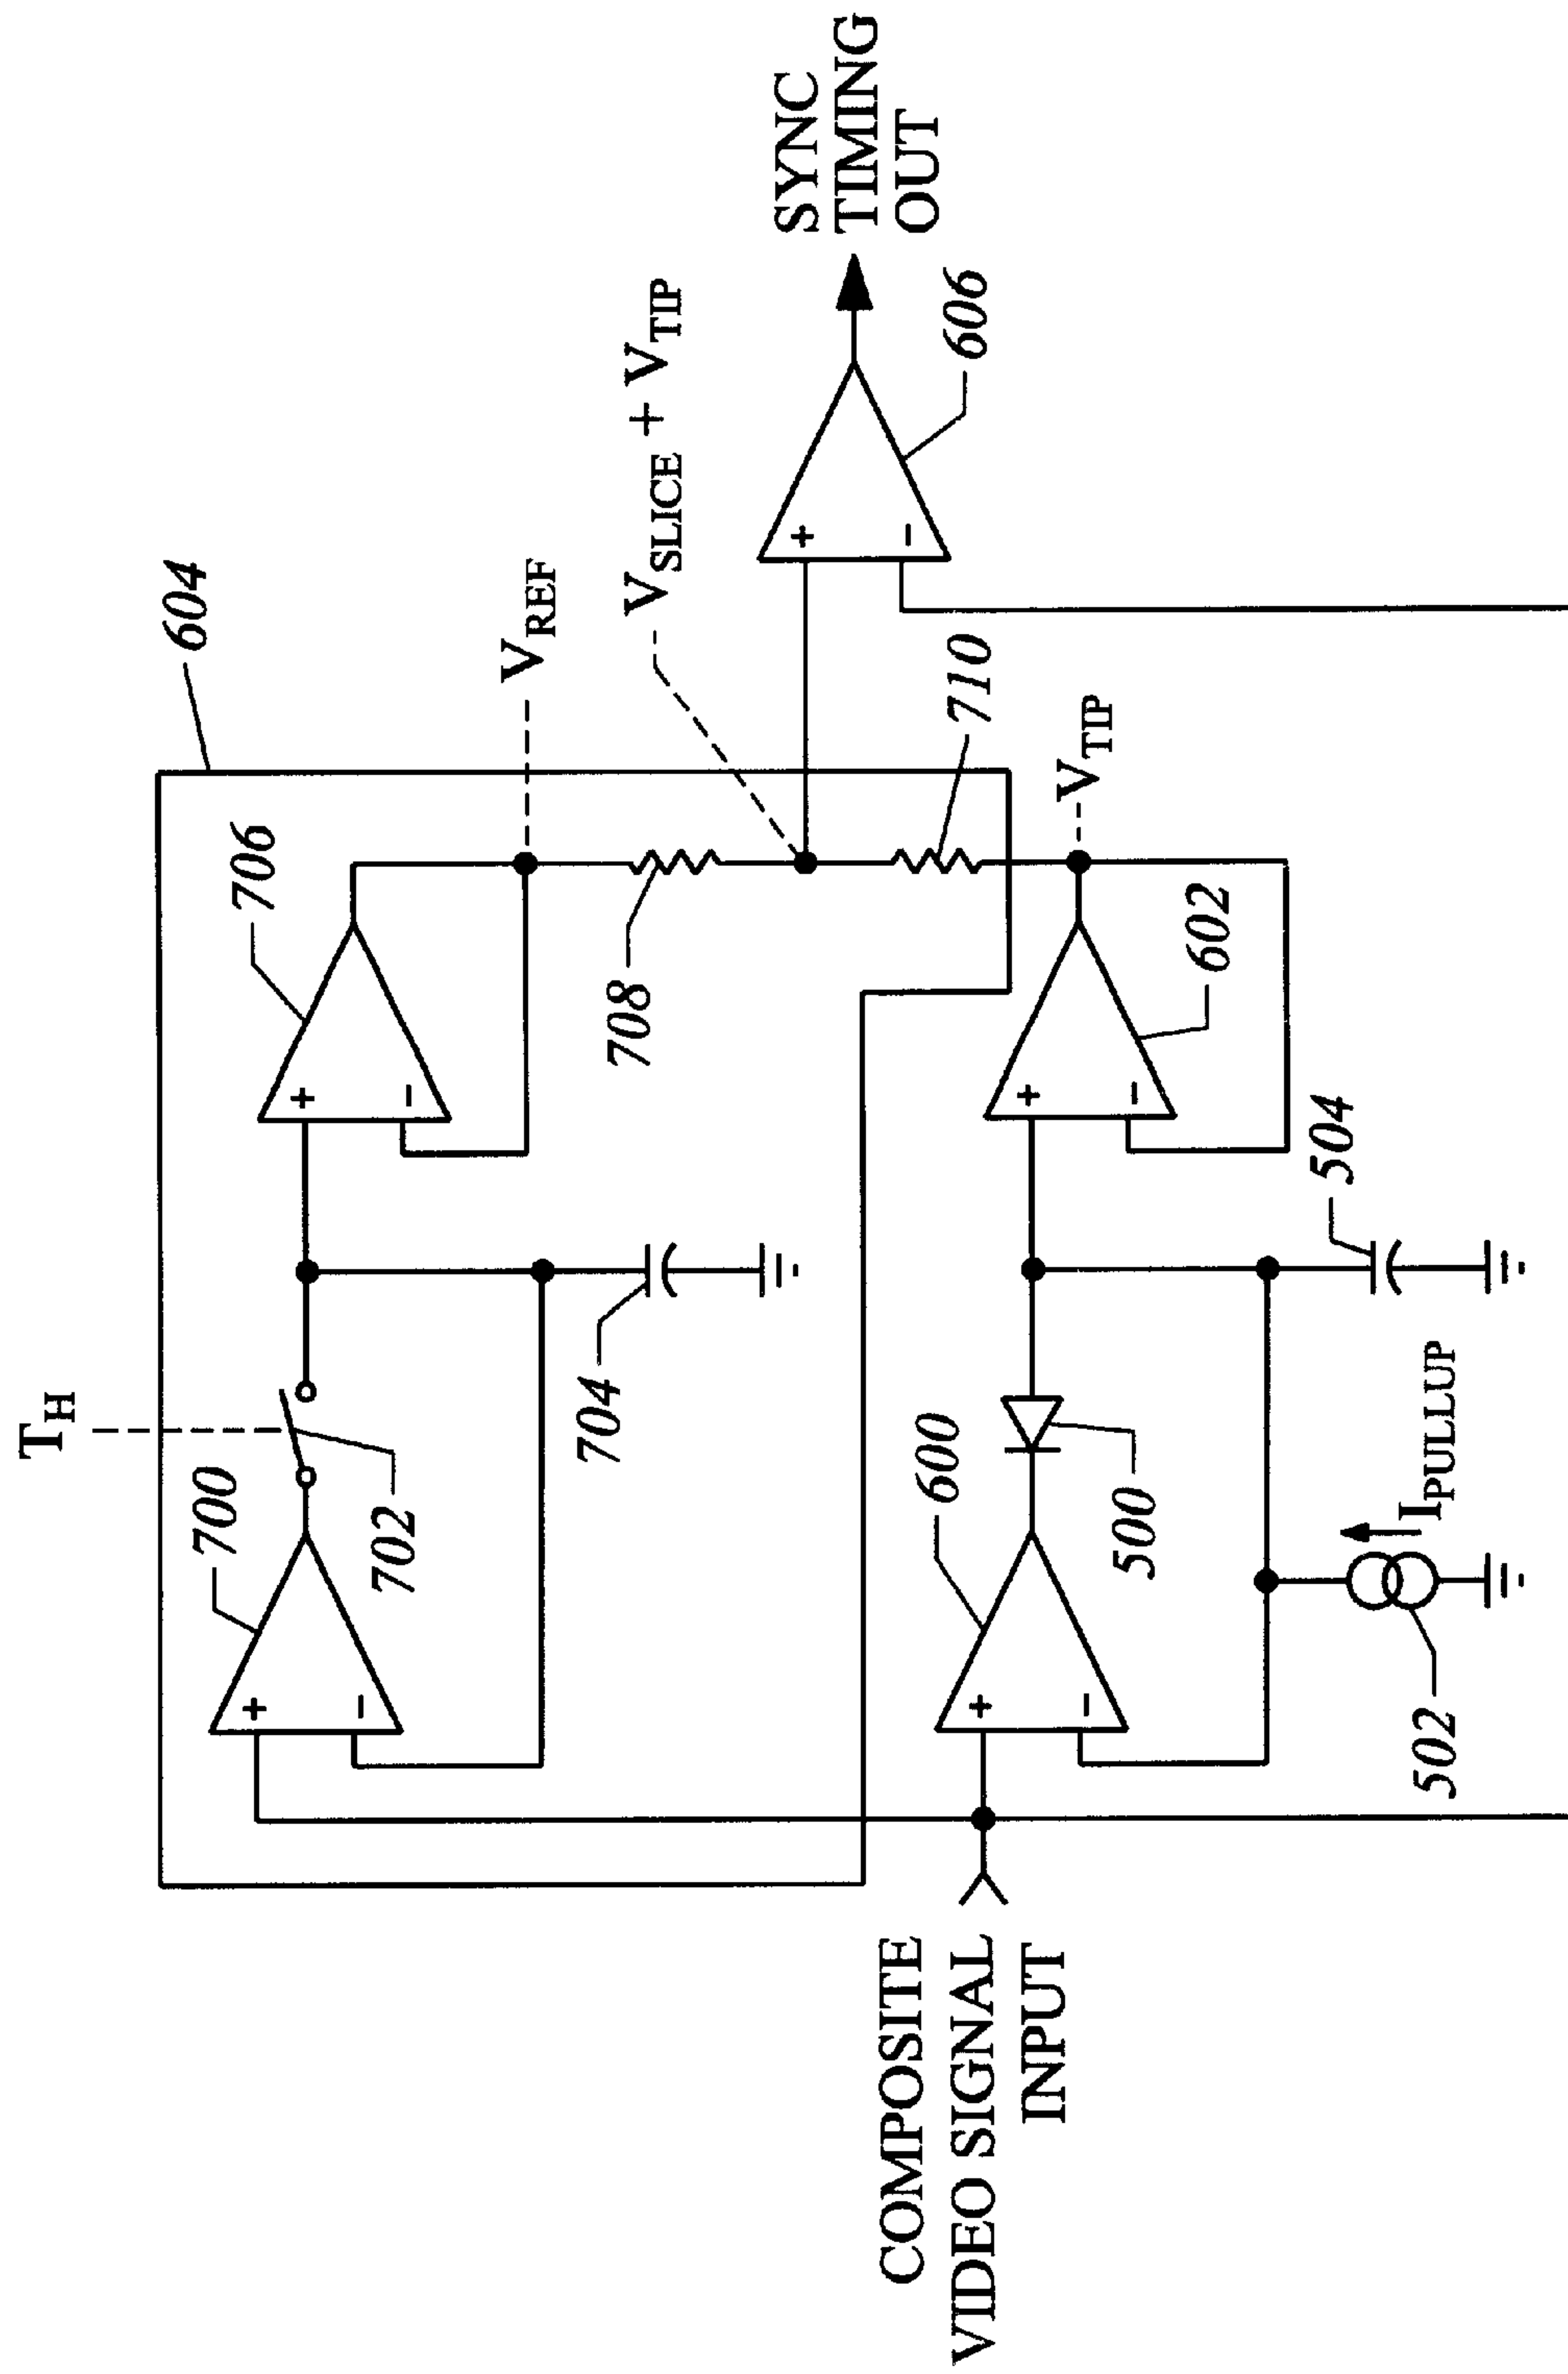 604
T_H
700
702
704
706
V_REF
708
V_SLICE + V_TIP
710
COMPOSITE
VIDEO SIGNAL
INPUT
600
500
502
I_PULLUP
504
602
V_TIP
606
SYNC
TIMING
OUT
+
−
+
−
+
−
+
−
+
−